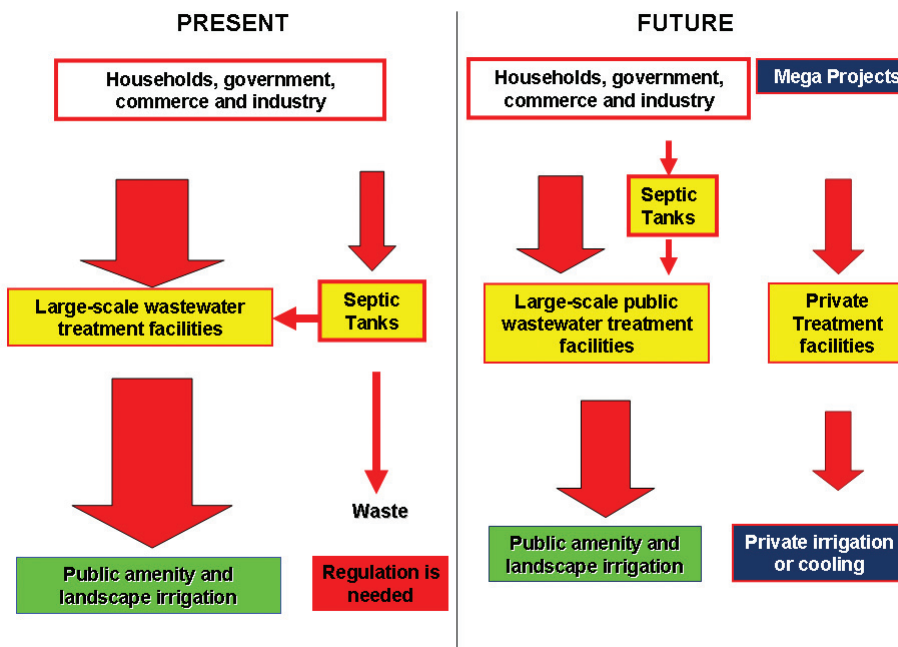 PRESENT
Households, government,
commerce and industry
Large-scale wastewater
treatment facilities
Septic
Tanks
Waste
Public amenity and
landscape irrigation
Regulation is
needed
FUTURE
Households, government,
commerce and industry
Mega Projects
Septic
Tanks
Large-scale public
wastewater treatment
facilities
Private
Treatment
facilities
Public amenity and
landscape irrigation
Private irrigation
or cooling